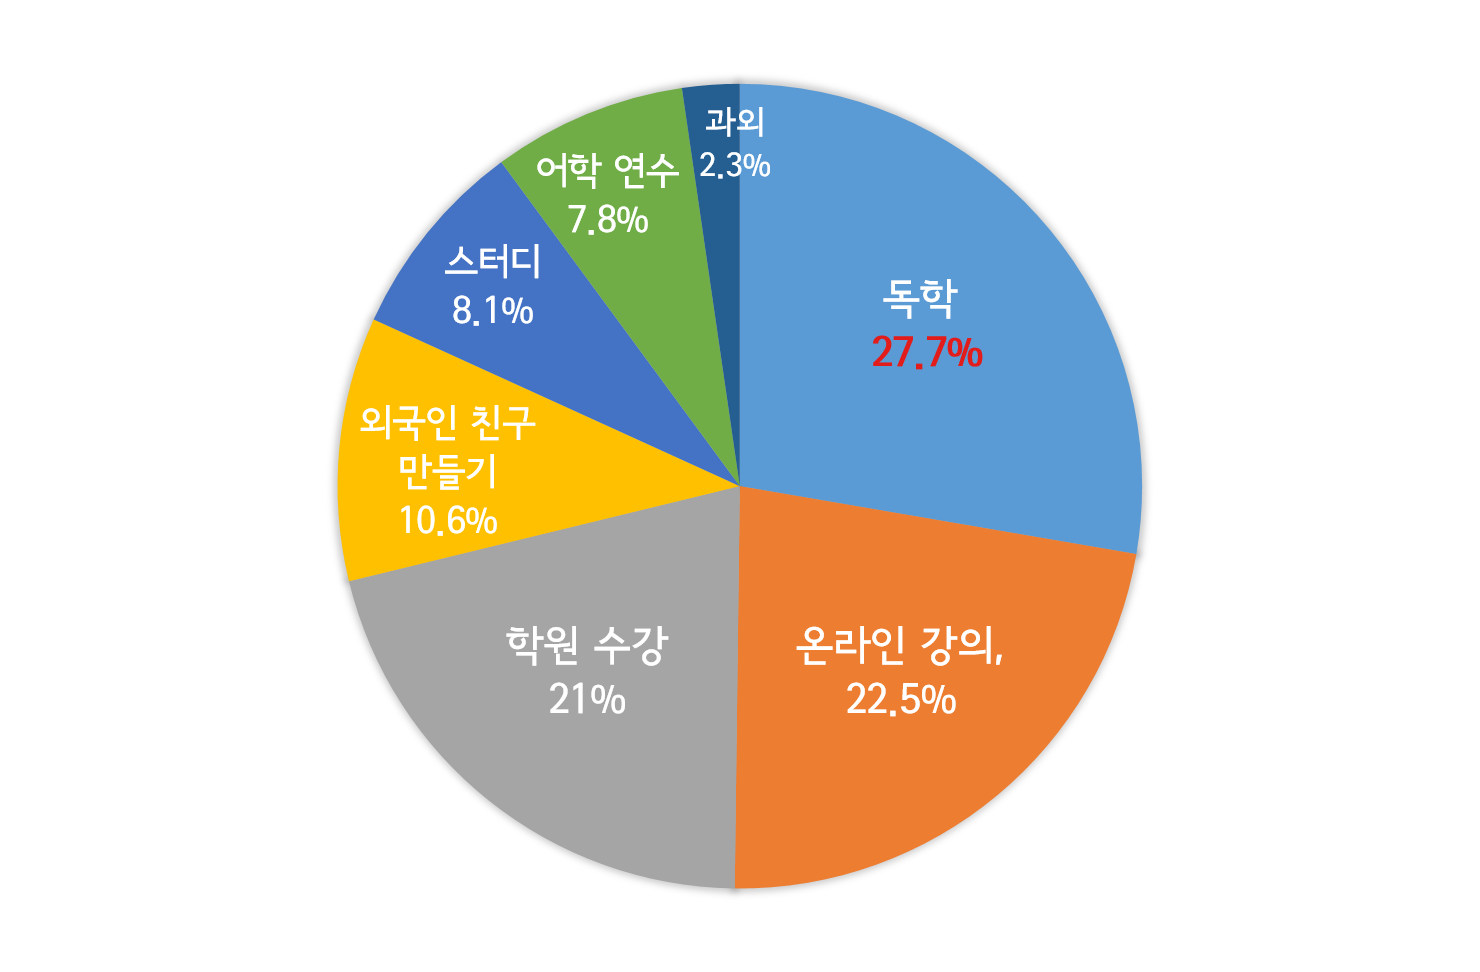 과외
2.3%
어학 연수
7.8%
스터디
8.1%
독학
27.7%
외국인 친구
만들기
10.6%
학원 수강
21%
온라인 강의,
22.5%